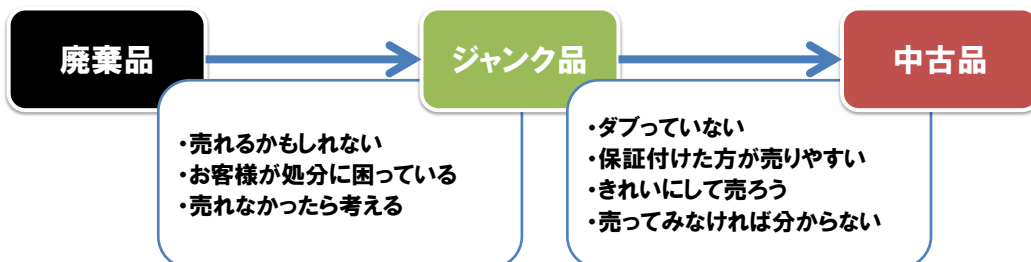 廃棄品
ジャンク品
中古品
・売れるかもしれない
・お客様が処分に困っている
・売れなかったら考える
・ダブっていない
・保証付けた方が売りやすい
・きれいにして売ろう
・売ってみなければ分からない